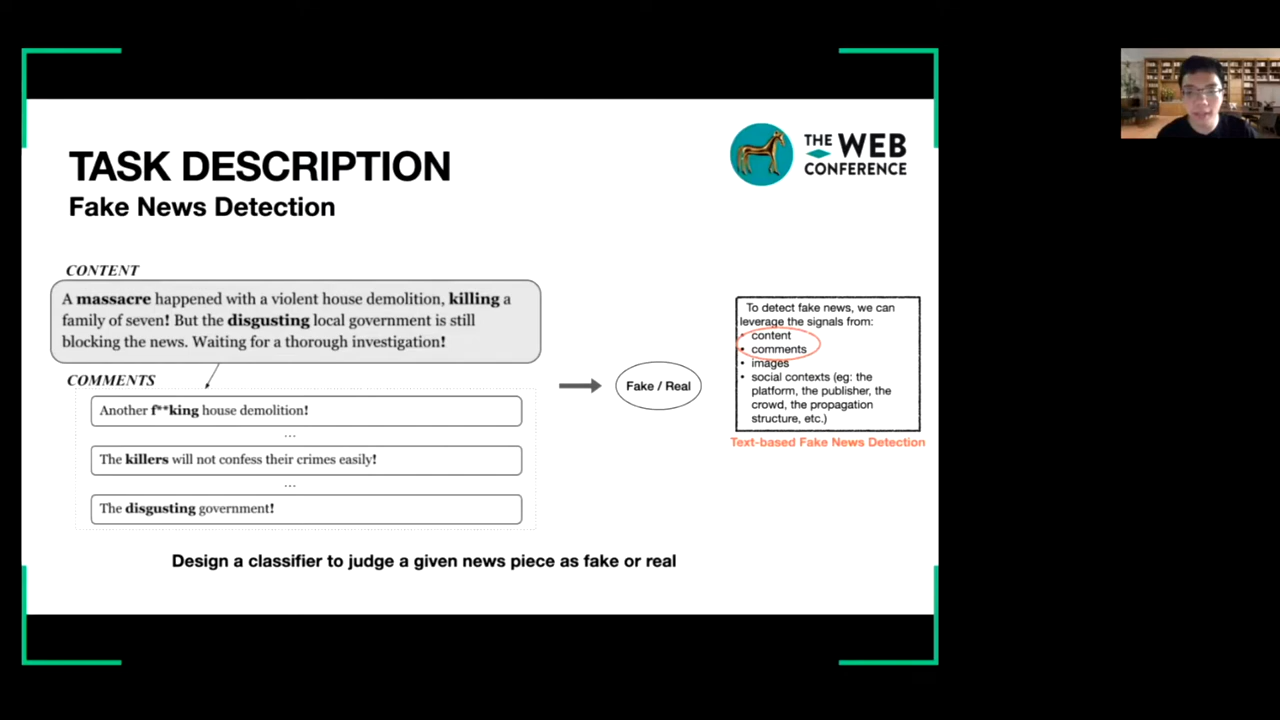 TASK DESCRIPTION
Fake News Detection
THE WEB
CONFERENCE
CONTENT
A massacre happened with a violent house demolition, killing a
family of seven! But the disgusting local government is still
blocking the news. Waiting for a thorough investigation!
COMMENTS
Another f**king house demolition!
...
The killers will not confess their crimes easily!
...
The disgusting government!
Fake / Real
To detect fake news, we can
leverage the signals from:
• content
• comments
• images
• social contexts (eg: the
platform, the publisher, the
crowd, the propagation
structure, etc.)
Text-based Fake News Detection
Design a classifier to judge a given news piece as fake or real